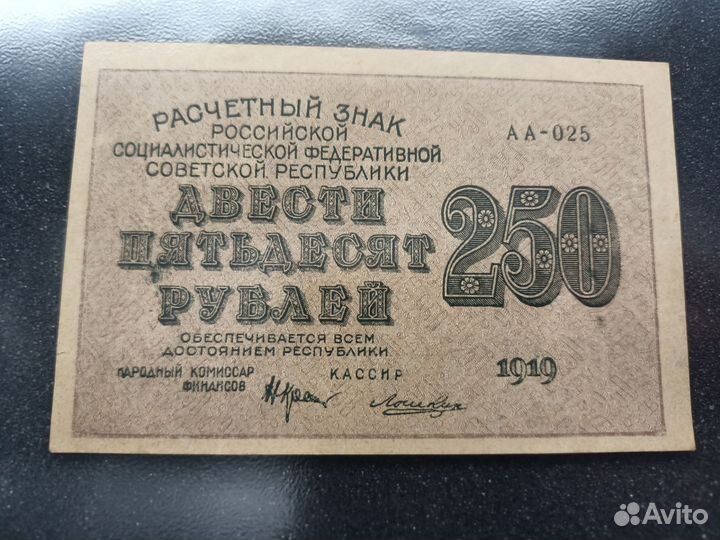 РАСЧЕТНЫЙ ЗНАК
РОССИЙСКОЙ
СОЦИАЛИСТИЧЕСКОЙ ФЕДЕРАТИВНОЙ
СОВЕТСКОЙ РЕСПУБЛИКИ
АА-025
ДВЕСТИ
ПЯТЬДЕСЯТ
РУБЛЕЙ
250
ОБЕСПЕЧИВАЕТСЯ ВСЕМ
ДОСТОЯНИЕМ РЕСПУБЛИКИ
НАРОДНЫЙ КОМИССАР
ФИНАНСОВ
КАССИР
1919
Лошкин
Avito